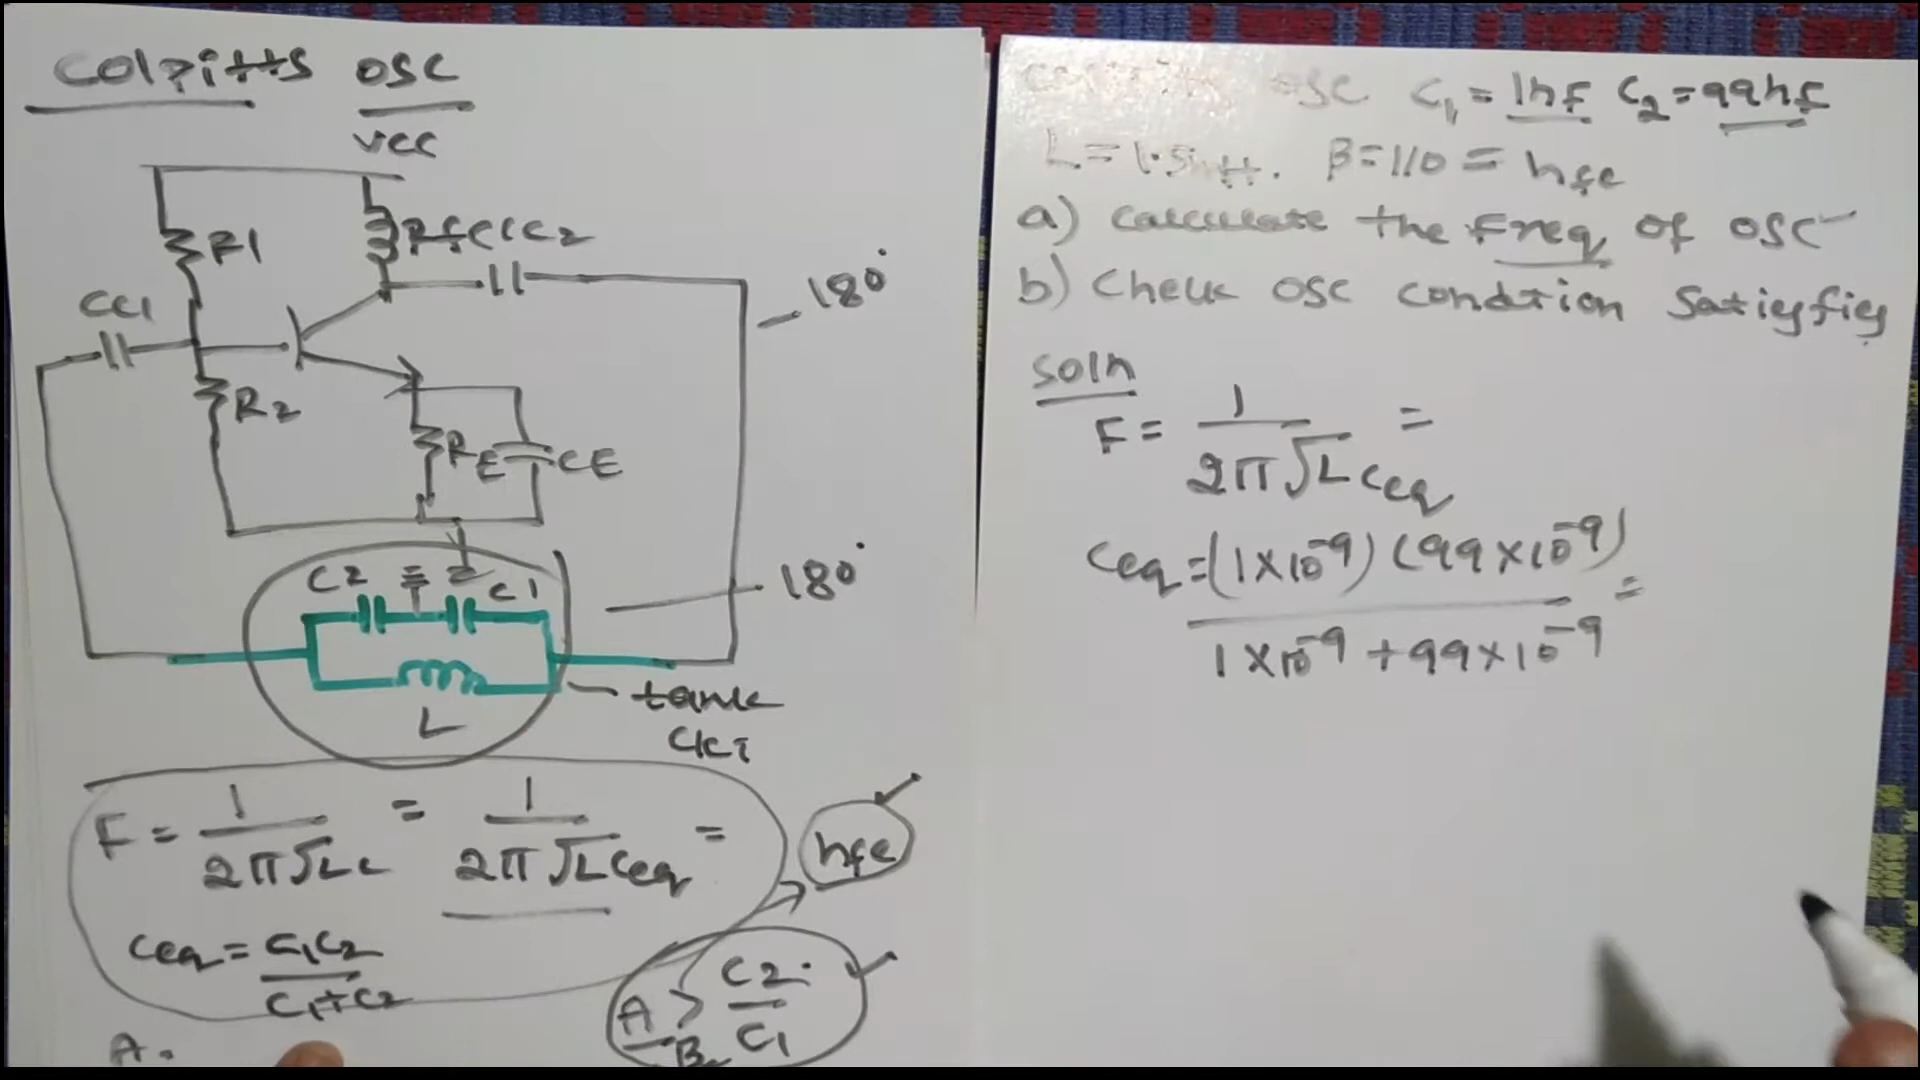 Colpitts osc
vcc
R1
RFC CC2
180°
CC1
R2
RE
CE
C2
C1
180°
L
tank
CKT
F = 1/2π√LC = 1/2π√LCeq =
hfe
Ceq = C1C2/C1+C2
A > C2/C1
B
A.
osc C1 = 1nF C2 = 99nF
L = 1.5mH. β = 110 = hfe
a) Calculate the Freq of osc
b) Check osc condition Satisfies
Soln
F = 1/2π√LCeq =
Ceq = (1×10⁻⁹) (99×10⁻⁹)/1×10⁻⁹ + 99×10⁻⁹ =